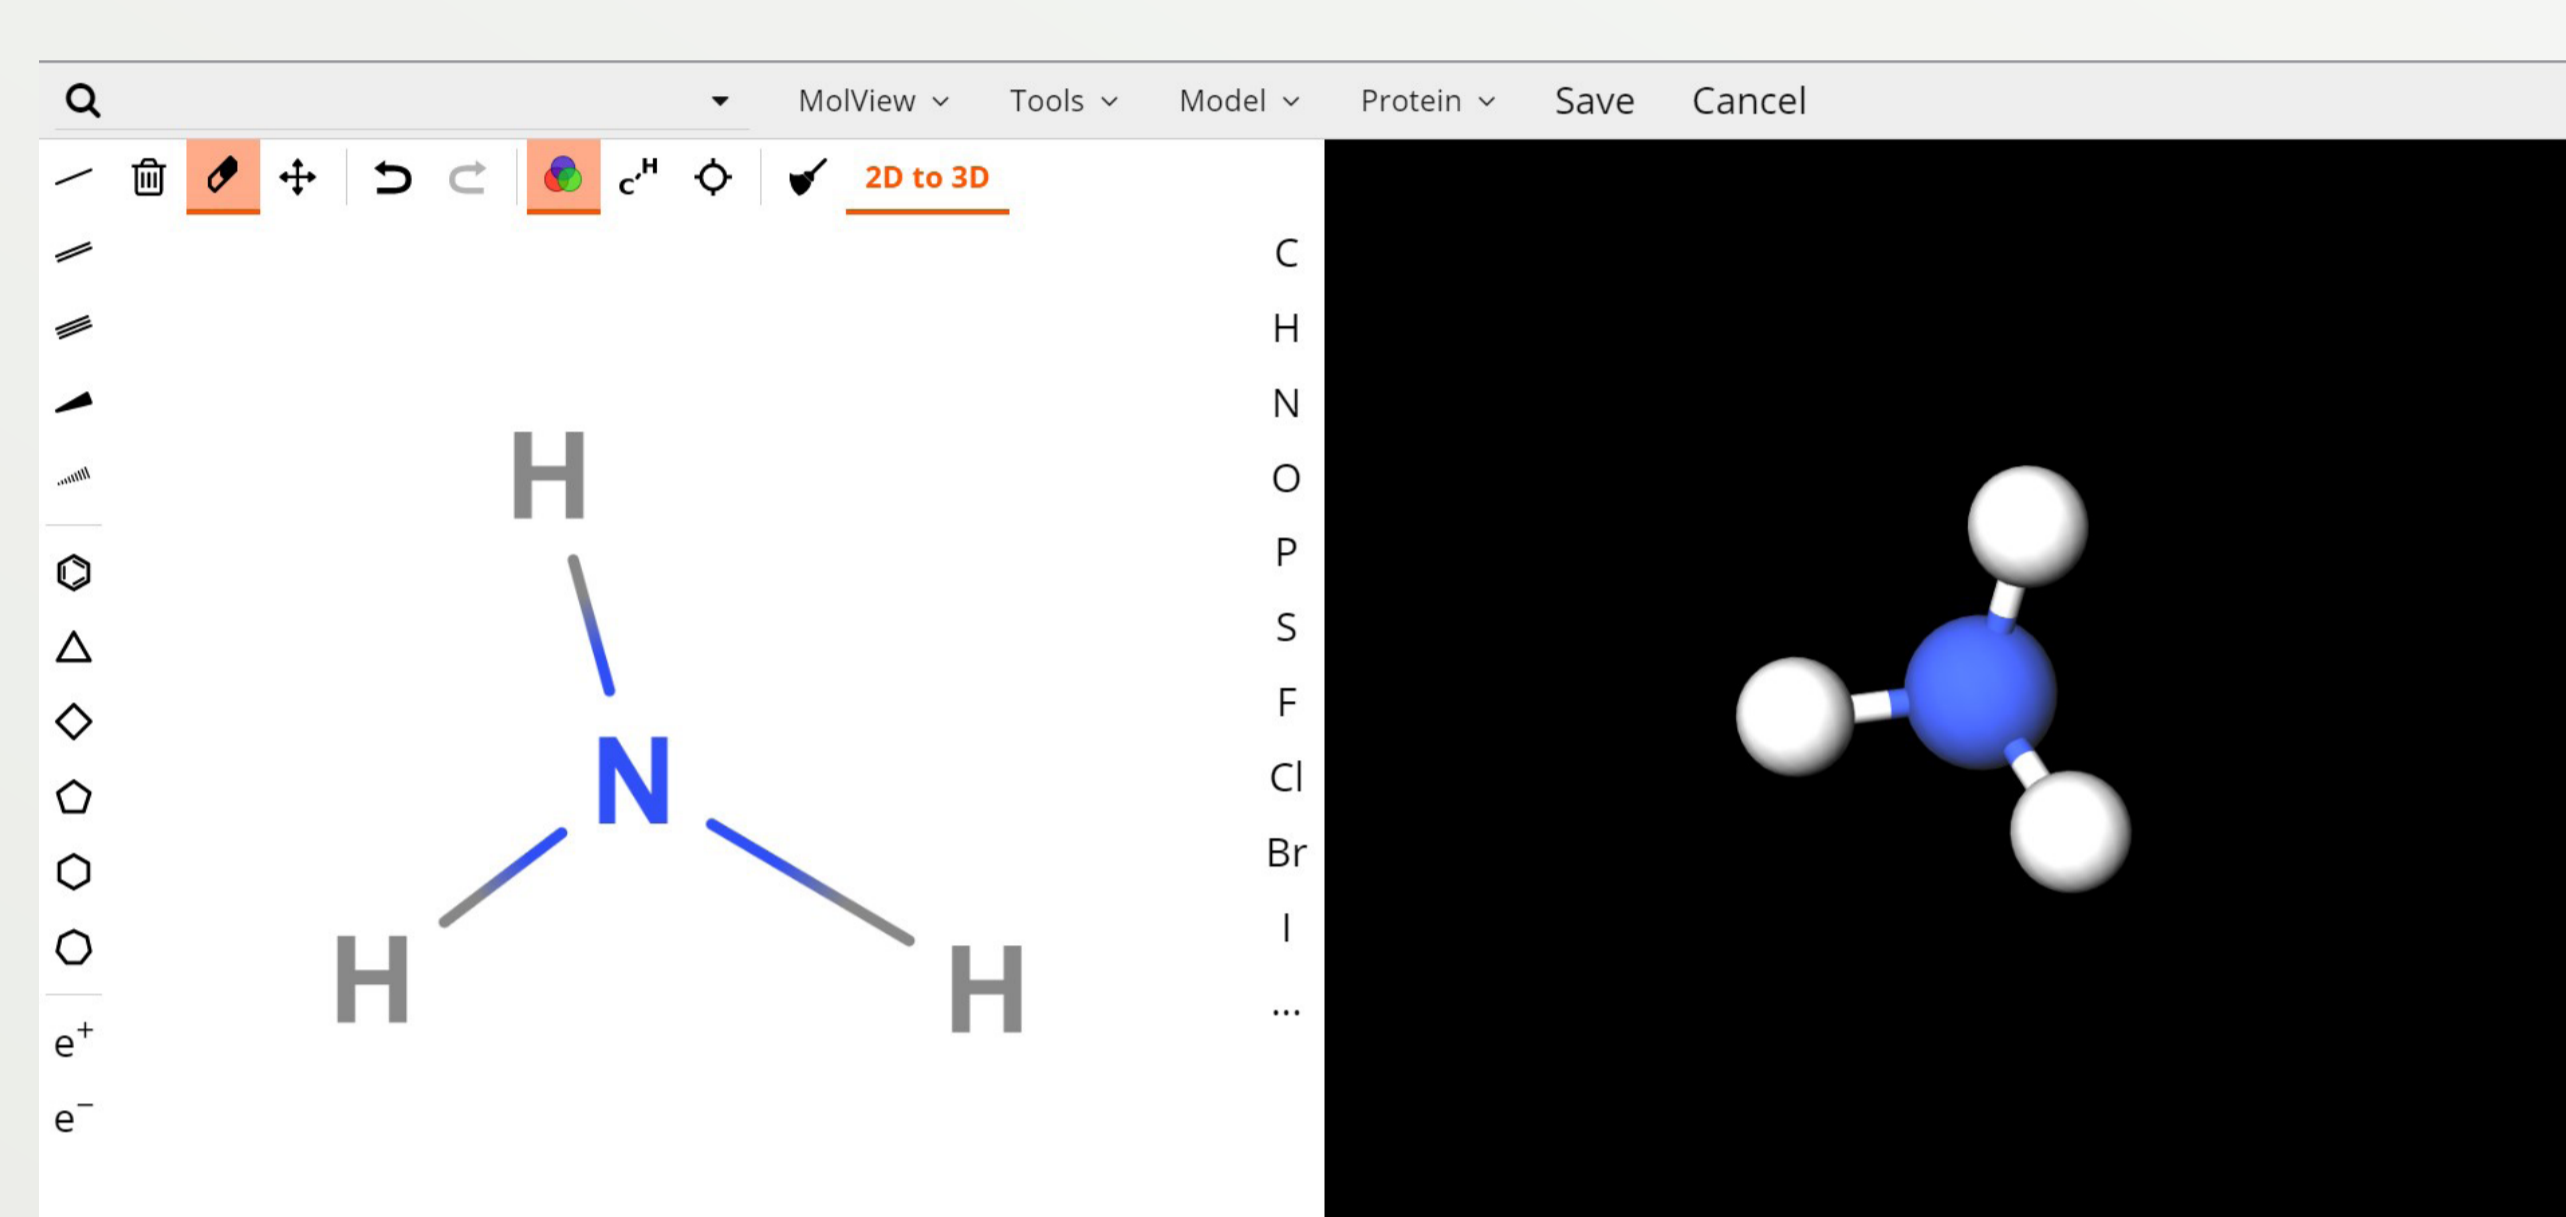 MolView Tools Model Protein Save Cancel
C H 2D to 3D
C
H
N
O
P
S
F
Cl
Br
I
...
H
N
H H
e+
e−